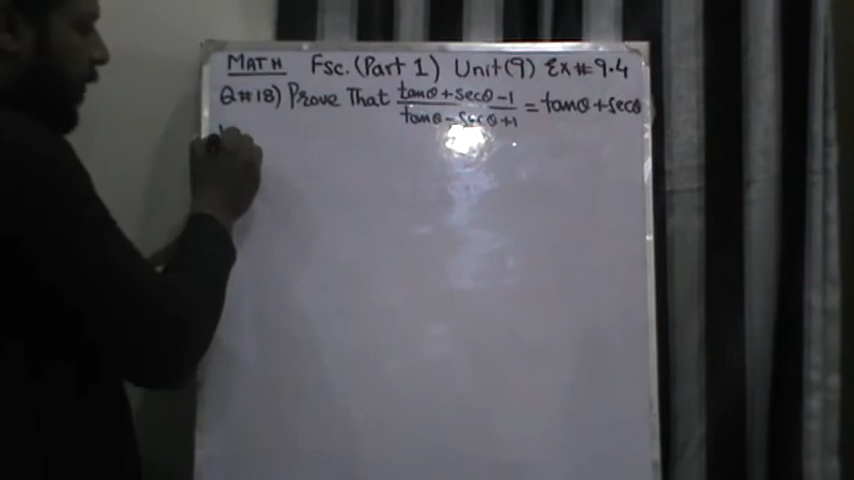 MATH Fsc. (Part 1) Unit (9) Ex # 9.4
Q#18) Prove That tanθ + secθ - 1 / tanθ - secθ + 1 = tanθ + secθ